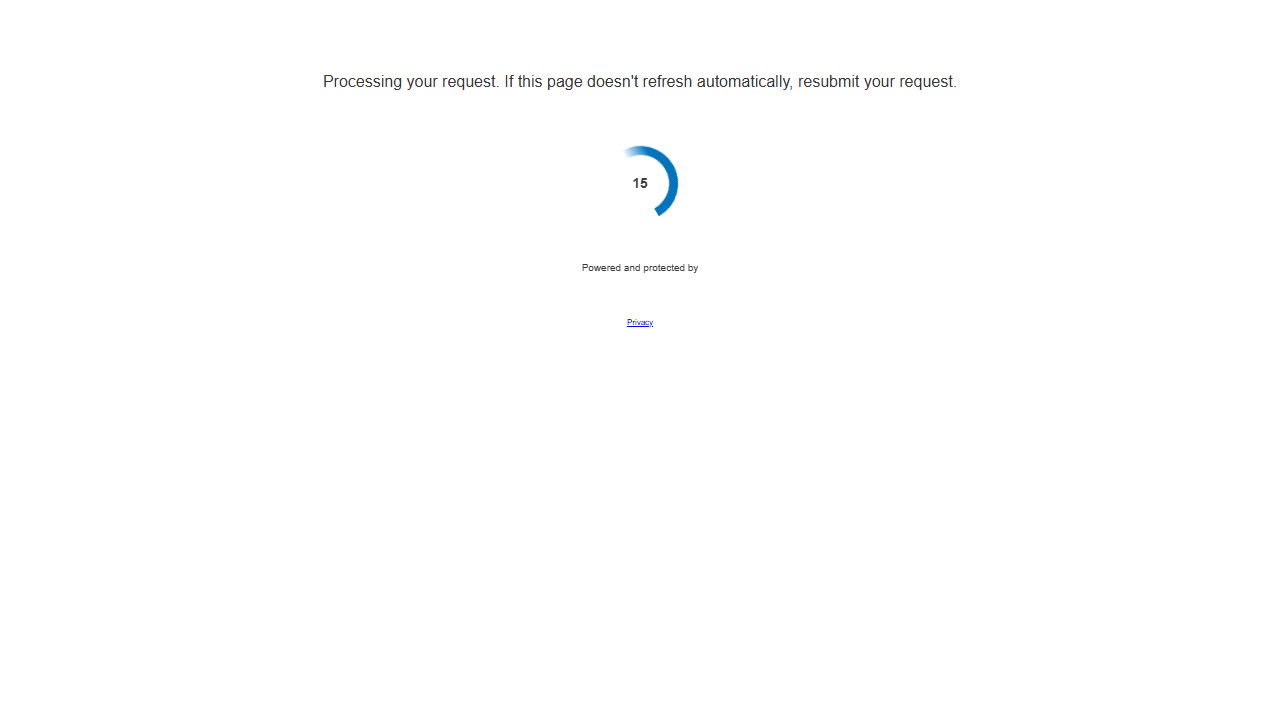 Processing your request. If this page doesn't refresh automatically, resubmit your request.
15
Powered and protected by
Privacy